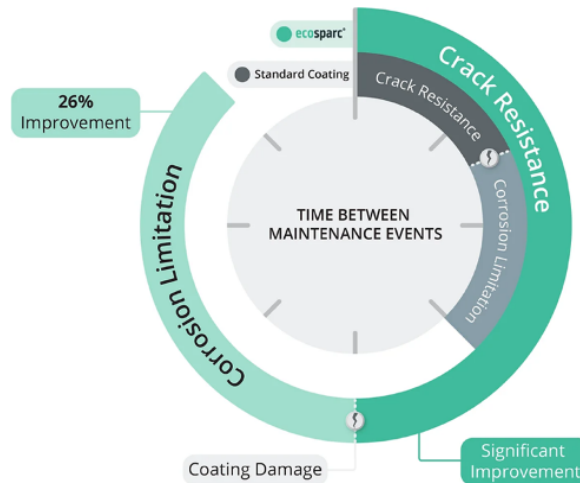 ecosparc®
Standard Coating
Crack Resistance
Crack Resistance
Corrosion Limitation
26%
Improvement
Corrosion Limitation
TIME BETWEEN
MAINTENANCE EVENTS
Coating Damage
Significant
Improvement